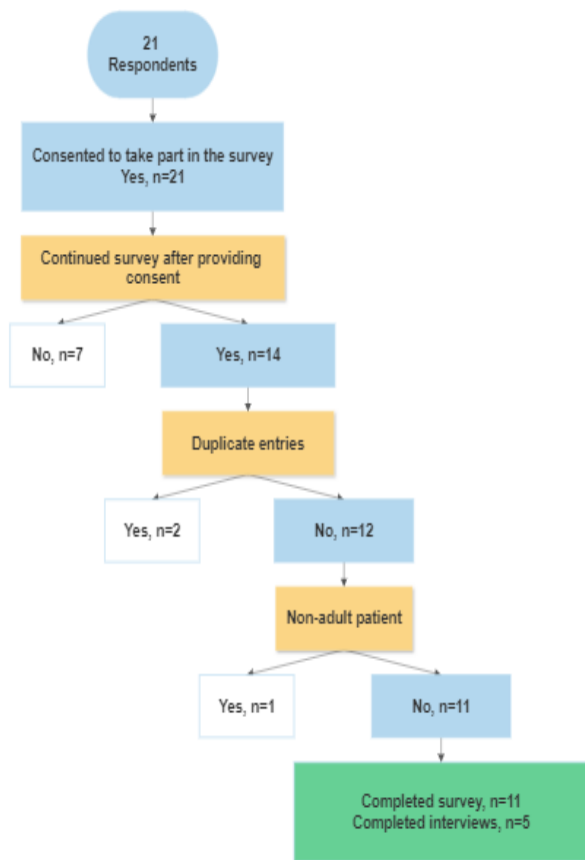 21
Respondents
Consented to take part in the survey
Yes, n=21
Continued survey after providing
consent
No, n=7
Yes, n=14
Duplicate entries
Yes, n=2
No, n=12
Non-adult patient
Yes, n=1
No, n=11
Completed survey, n=11
Completed interviews, n=5